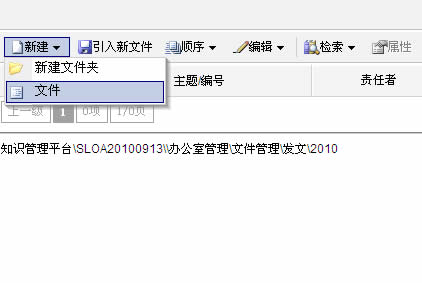 新建 引入新文件 顺序 编辑 检索 属性
新建文件夹
主题/编号 责任者
文件
上一级 1 0项 1/0页
知识管理平台\SLOA20100913\\办公室管理\文件管理\发文\2010